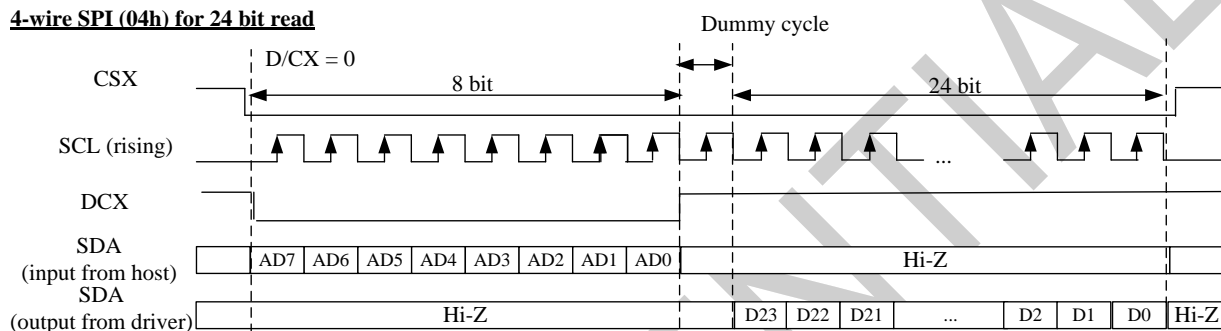 4-wire SPI (04h) for 24 bit read
Dummy cycle
D/CX = 0
CSX
8 bit
24 bit
SCL (rising)
...
DCX
SDA
(input from host)
AD7 AD6 AD5 AD4 AD3 AD2 AD1 AD0
Hi-Z
SDA
(output from driver)
Hi-Z
D23 D22 D21 ... D2 D1 D0 Hi-Z